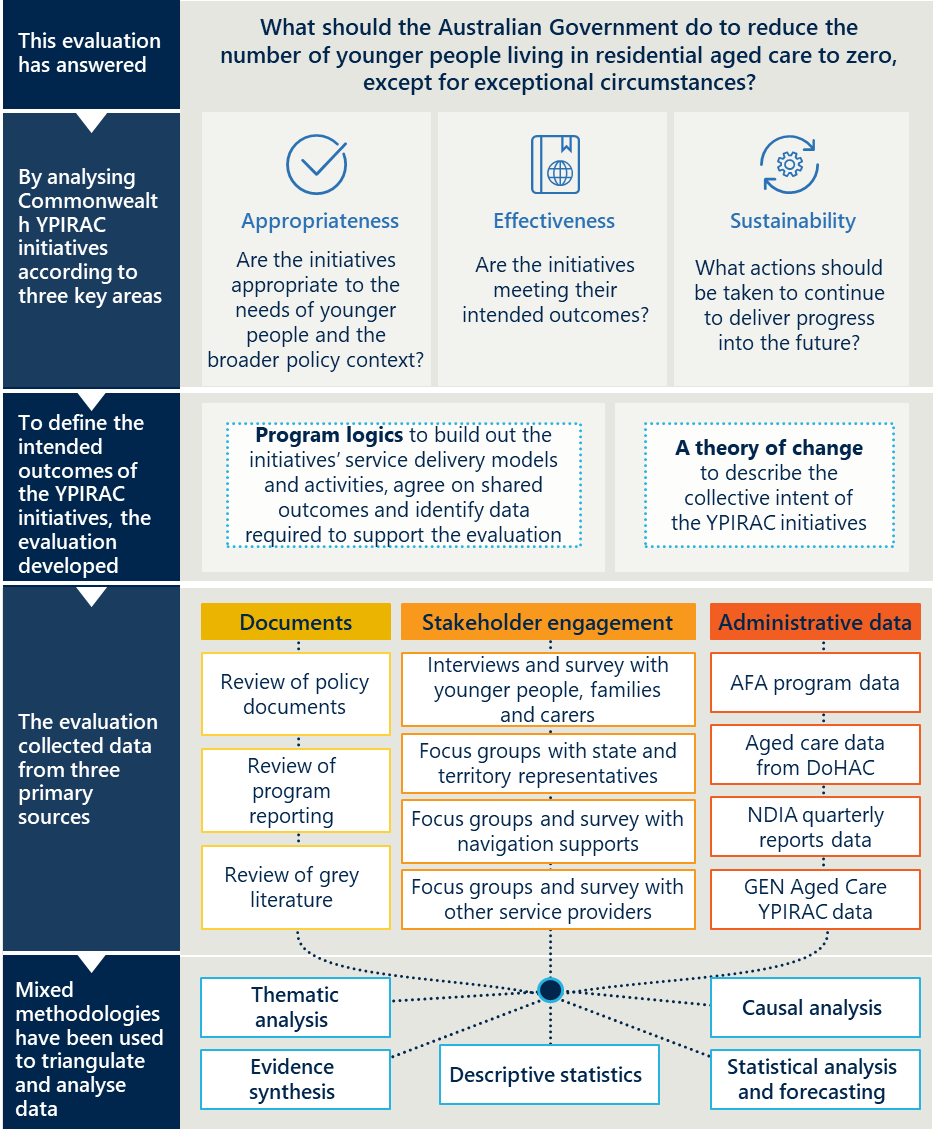 This evaluation
has answered
What should the Australian Government do to reduce the
number of younger people living in residential aged care to zero,
except for exceptional circumstances?
By analysing
Commonwealt
h YPIRAC
initiatives
according to
three key areas
Appropriateness
Are the initiatives
appropriate to the
needs of younger
people and the
broader policy context?
Effectiveness
Are the initiatives
meeting their
intended outcomes?
Sustainability
What actions should
be taken to continue
to deliver progress
into the future?
To define the
intended
outcomes of
the YPIRAC
initiatives, the
evaluation
developed
Program logics to build out the
initiatives' service delivery models
and activities, agree on shared
outcomes and identify data
required to support the evaluation
A theory of change
to describe the
collective intent of
the YPIRAC initiatives
The evaluation
collected data
from three
primary
sources
Documents
Review of policy
documents
Review of
program
reporting
Review of grey
literature
Stakeholder engagement
Interviews and survey with
younger people, families
and carers
Focus groups with state and
territory representatives
Focus groups and survey with
navigation supports
Focus groups and survey with
other service providers
Administrative data
AFA program data
Aged care data
from DoHAC
NDIA quarterly
reports data
GEN Aged Care
YPIRAC data
Mixed
methodologies
have been used
to triangulate
and analyse
data
Thematic
analysis
Evidence
synthesis
Descriptive statistics
Causal analysis
Statistical analysis
and forecasting